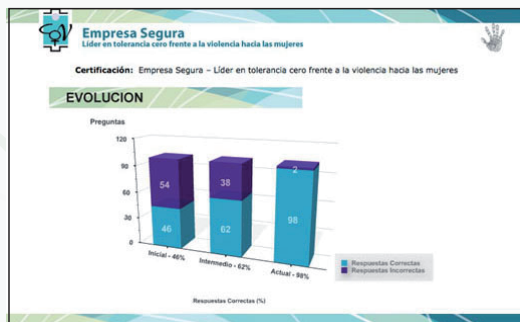 Empresa Segura
Líder en tolerancia cero frente a la violencia hacia las mujeres
Certificación: Empresa Segura – Líder en tolerancia cero frente a la violencia hacia las mujeres
EVOLUCION
Preguntas
120
90
60
30
0
54
38
2
46
62
98
Inicial - 46%
Intermedio - 62%
Actual - 98%
Respuestas Correctas
Respuestas Incorrectas
Respuestas Correctas (%)